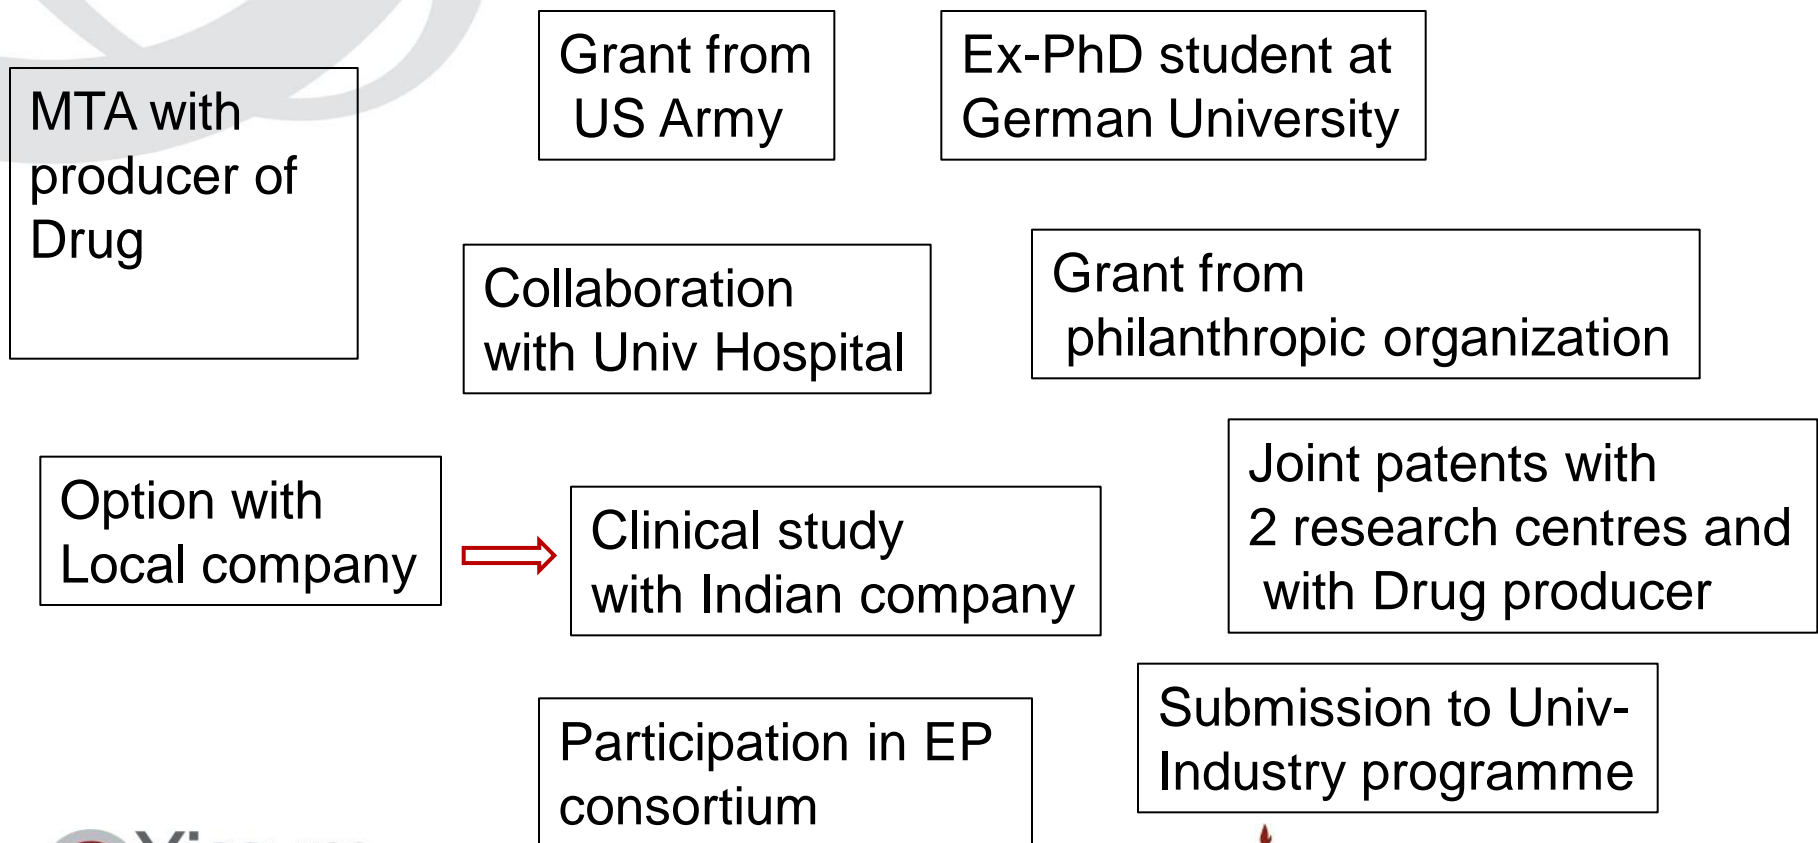 Grant from
US Army
Ex-PhD student at
German University
MTA with
producer of
Drug
Collaboration
with Univ Hospital
Grant from
philanthropic organization
Option with
Local company
Clinical study
with Indian company
Joint patents with
2 research centres and
with Drug producer
Participation in EP
consortium
Submission to Univ-
Industry programme